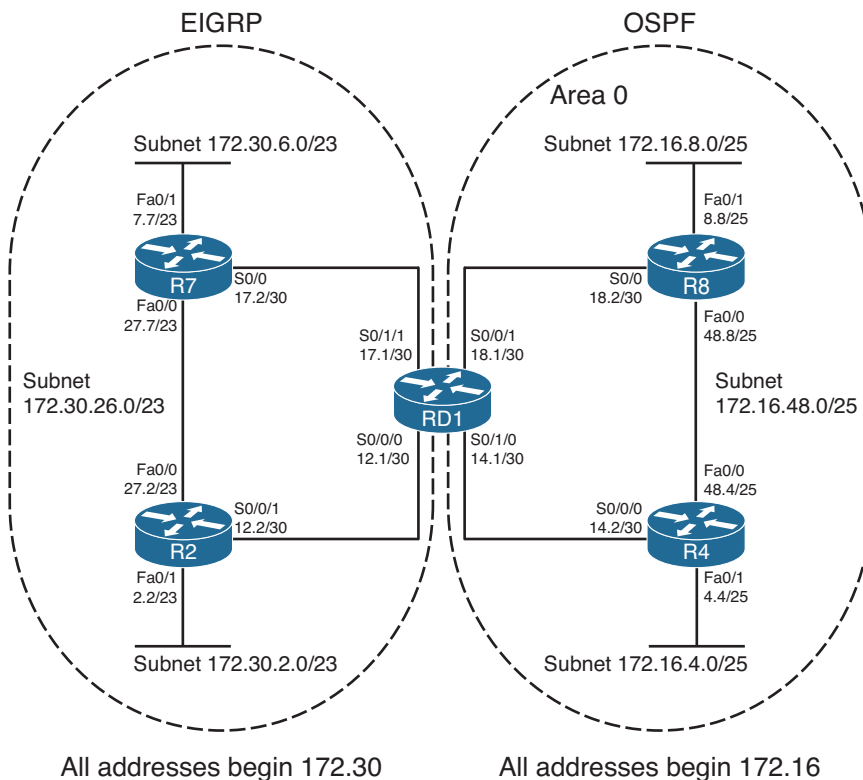 EIGRP
OSPF
Area 0
Subnet 172.30.6.0/23
Subnet 172.16.8.0/25
Fa0/1
7.7/23
Fa0/1
8.8/25
R7
R8
S0/0
17.2/30
S0/0
18.2/30
Fa0/0
27.7/23
Fa0/0
48.8/25
S0/1/1
17.1/30
S0/0/1
18.1/30
Subnet
172.30.26.0/23
Subnet
172.16.48.0/25
RD1
S0/0/0
12.1/30
S0/1/0
14.1/30
Fa0/0
27.2/23
Fa0/0
48.4/25
S0/0/1
12.2/30
S0/0/0
14.2/30
R2
R4
Fa0/1
2.2/23
Fa0/1
4.4/25
Subnet 172.30.2.0/23
Subnet 172.16.4.0/25
All addresses begin 172.30
All addresses begin 172.16